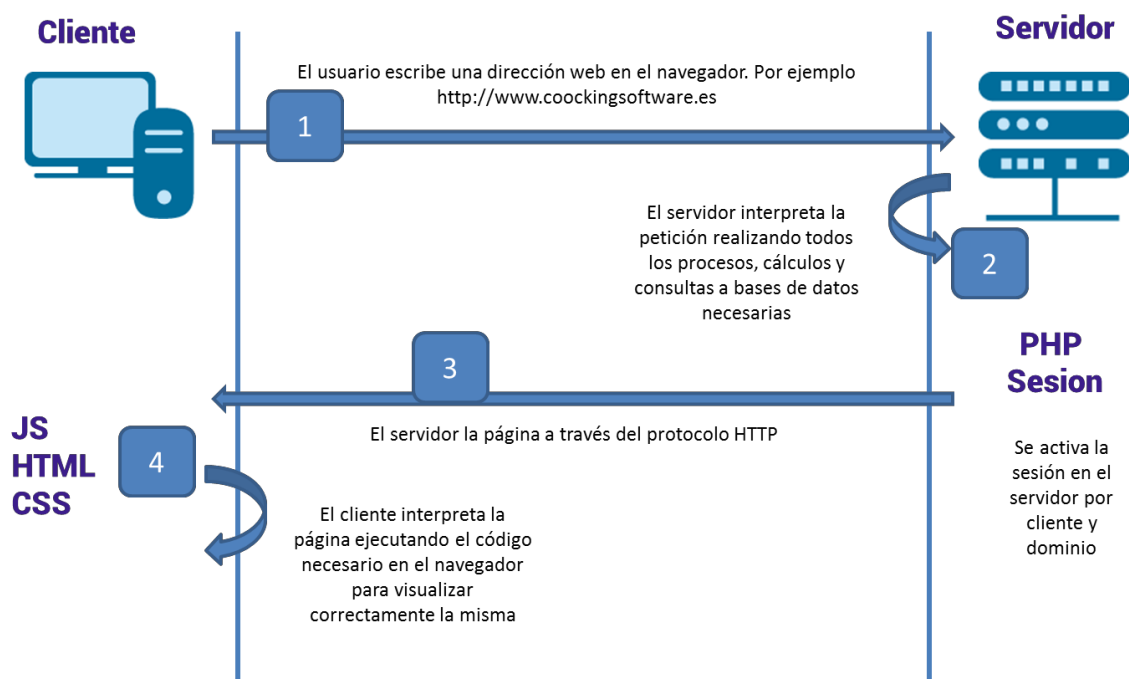 Cliente
Servidor
El usuario escribe una dirección web en el navegador. Por ejemplo
http://www.coockingsoftware.es
1
El servidor interpreta la
petición realizando todos
los procesos, cálculos y
consultas a bases de datos
necesarias
2
PHP
Sesion
3
El servidor la página a través del protocolo HTTP
JS
HTML
CSS
4
Se activa la
sesión en el
servidor por
cliente y
dominio
El cliente interpreta la
página ejecutando el código
necesario en el navegador
para visualizar
correctamente la misma